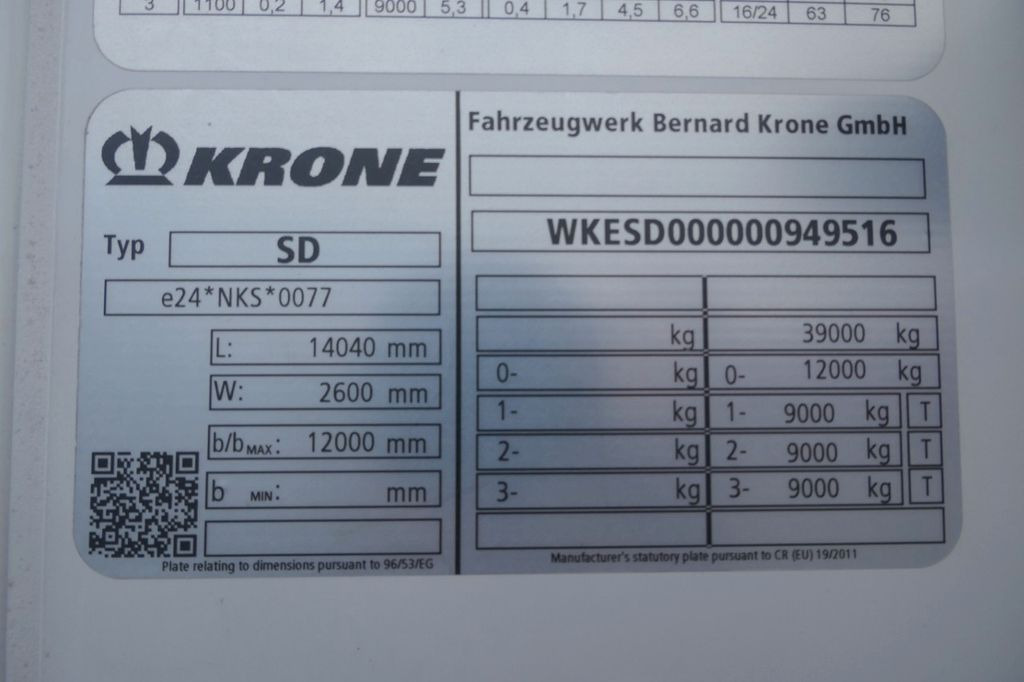 3 1100 0,2 1,4 9000 5,3 0,4 1,7 4,5 6,6 16/24 63 76
KRONE
Typ SD
e24*NKS*0077
L: 14040 mm
W: 2600 mm
b/b MAX: 12000 mm
b MIN: mm
Plate relating to dimensions pursuant to 96/53/EG
Fahrzeugwerk Bernard Krone GmbH
WKESD000000949516
kg 39000 kg
0- kg 0- 12000 kg
1- kg 1- 9000 kg T
2- kg 2- 9000 kg T
3- kg 3- 9000 kg T
Manufacturer's statutory plate pursuant to CR (EU) 19/2011